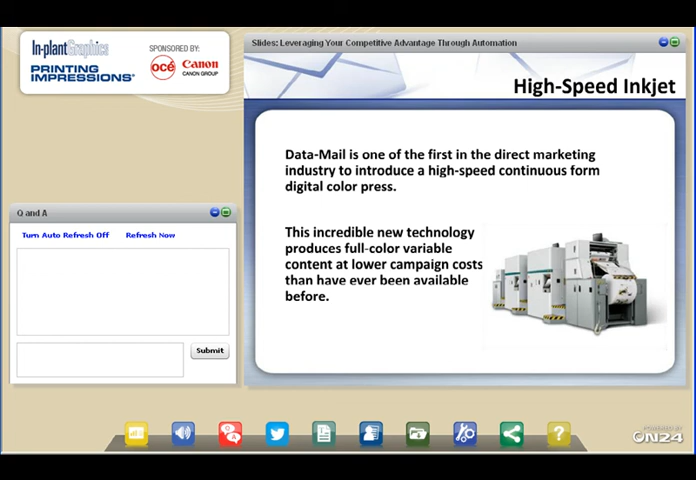 In-plantGraphics
PRINTING
IMPRESSIONS®
SPONSORED BY:
océ
Canon
CANON GROUP
Slides: Leveraging Your Competitive Advantage Through Automation
High-Speed Inkjet
Data-Mail is one of the first in the direct marketing
industry to introduce a high-speed continuous form
digital color press.
This incredible new technology
produces full-color variable
content at lower campaign costs
than have ever been available
before.
Q and A
Turn Auto Refresh Off
Refresh Now
Submit
Q
A
?
POWERED BY
ON24